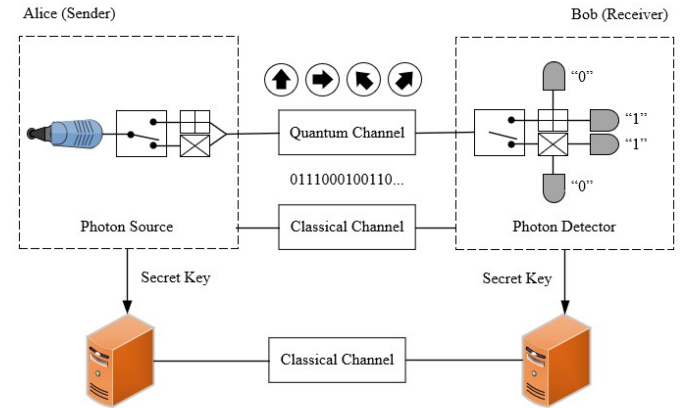 Alice (Sender)
Bob (Receiver)
“0”
“1”
Quantum Channel
“1”
0111000100110...
“0”
Photon Source
Classical Channel
Photon Detector
Secret Key
Secret Key
Classical Channel